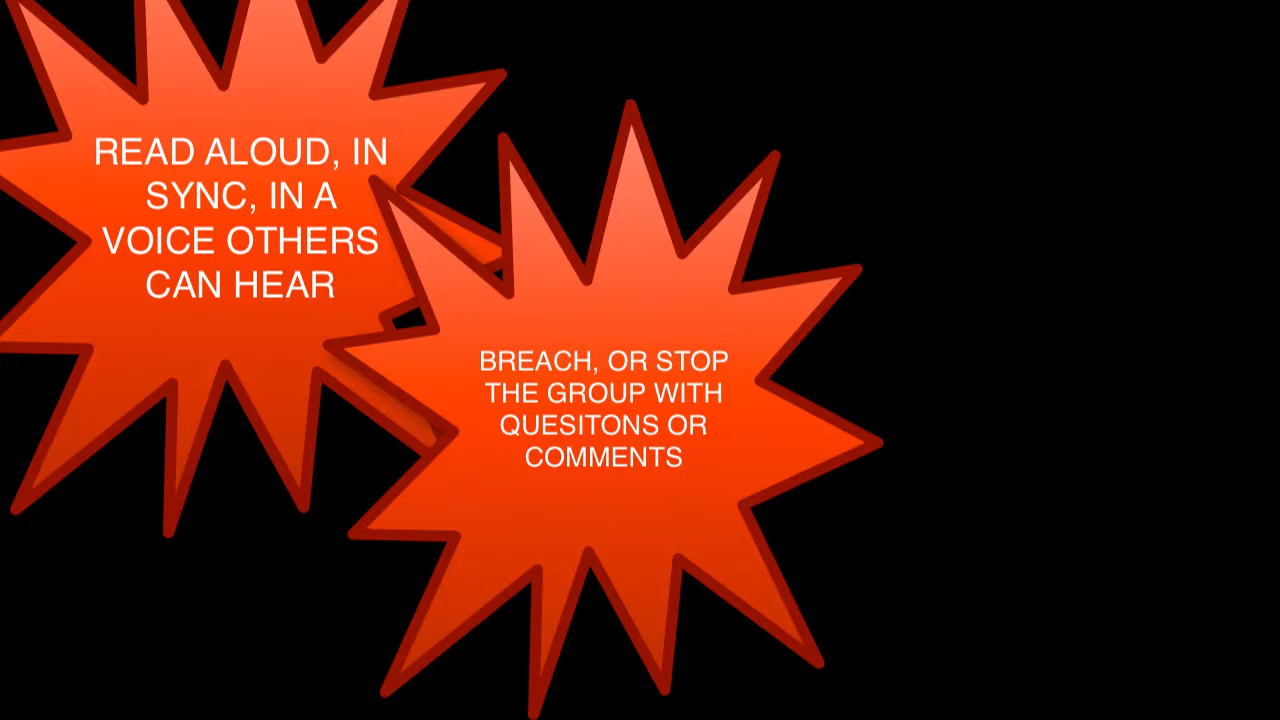 READ ALOUD, IN
SYNC, IN A
VOICE OTHERS
CAN HEAR
BREACH, OR STOP
THE GROUP WITH
QUESITONS OR
COMMENTS